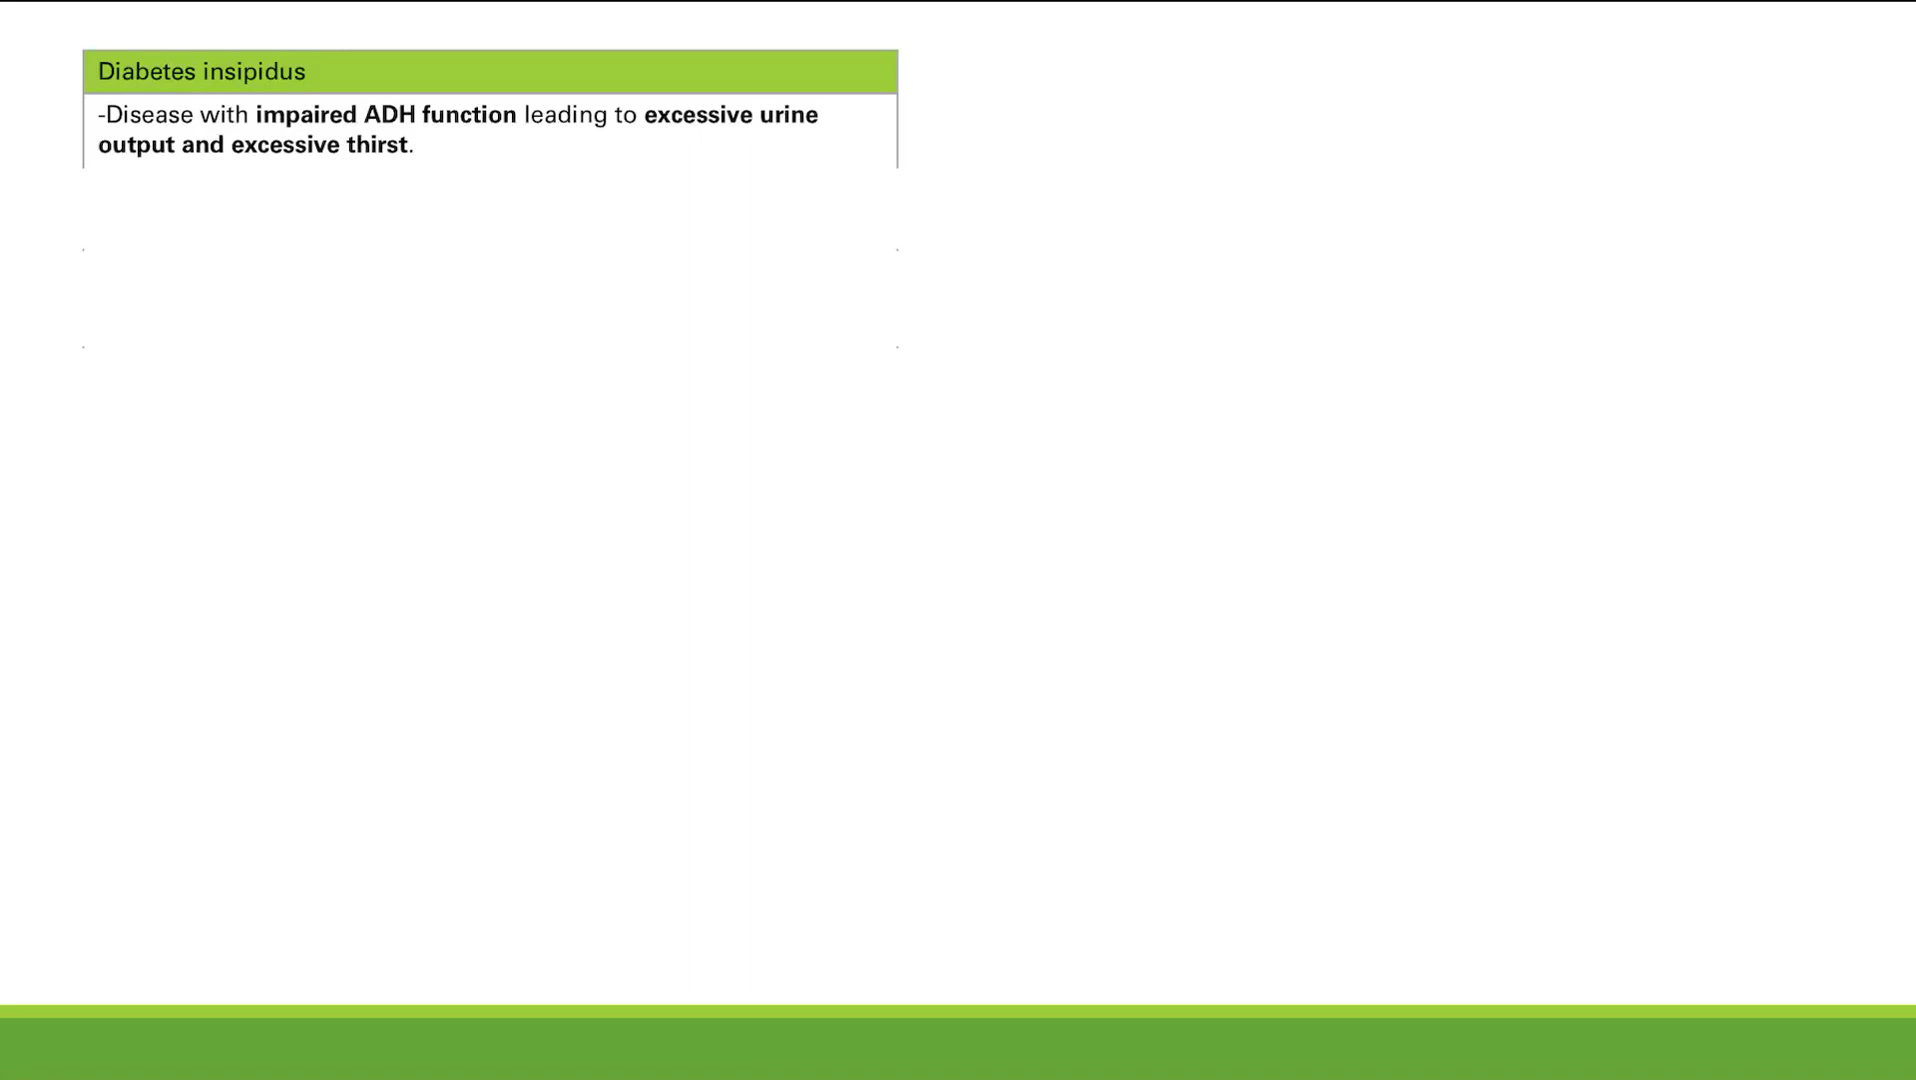 Diabetes insipidus
-Disease with impaired ADH function leading to excessive urine
output and excessive thirst.